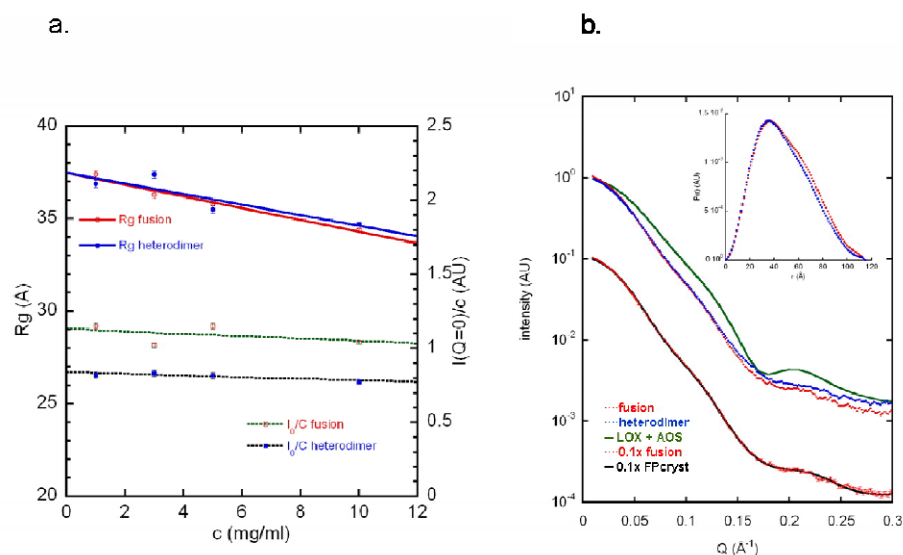 a.
b.
40
35
30
25
20
Rg (A)
2.5
2
1.5
1
0.5
0
I(Q=0)/c (AU)
Rg fusion
Rg heterodimer
I₀/C fusion
I₀/C heterodimer
0 2 4 6 8 10 12
c (mg/ml)
10¹
10⁰
10⁻¹
10⁻²
10⁻³
10⁻⁴
intensity (AU)
fusion
heterodimer
LOX + AOS
0.1x fusion
0.1x FPcryst
0 0.05 0.1 0.15 0.2 0.25 0.3
Q (Å⁻¹)
0 20 40 60 80 100 120 140
r (Å)